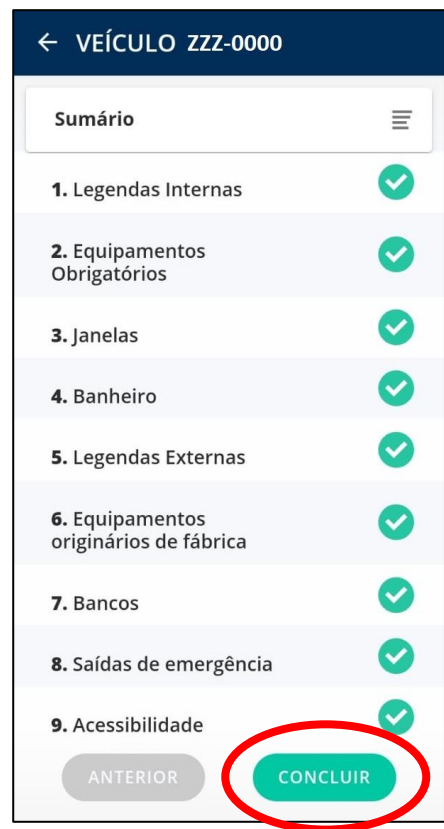 VEÍCULO ZZZ-0000
Sumário
1. Legendas Internas
2. Equipamentos
Obrigatórios
3. Janelas
4. Banheiro
5. Legendas Externas
6. Equipamentos
originários de fábrica
7. Bancos
8. Saídas de emergência
9. Acessibilidade
ANTERIOR
CONCLUIR